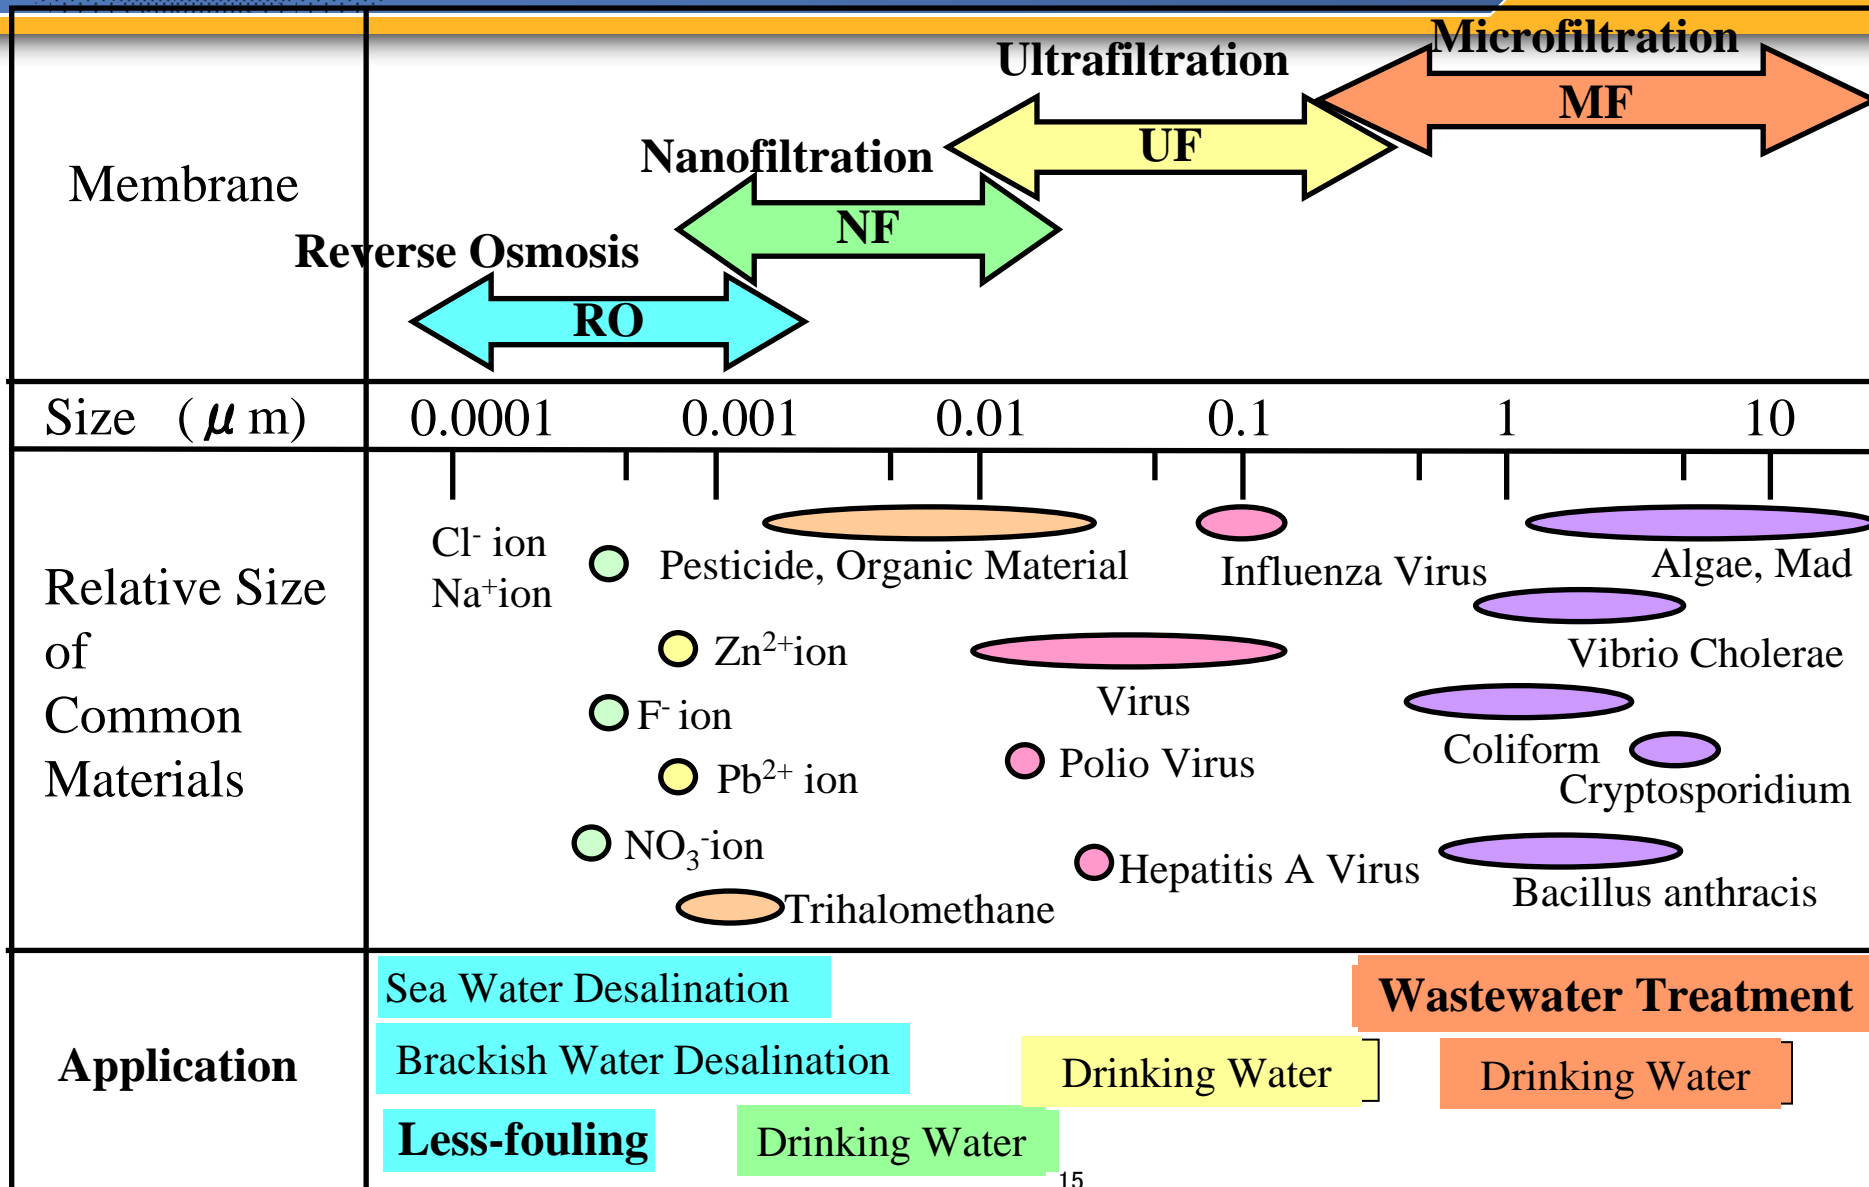 Microfiltration
Ultrafiltration
MF
UF
Nanofiltration
Membrane
NF
Reverse Osmosis
RO
Size (μm) 0.0001 0.001 0.01 0.1 1 10
Relative Size
of
Common
Materials
Cl⁻ ion
Na⁺ion
Pesticide, Organic Material
Influenza Virus
Algae, Mad
Zn²⁺ion
Virus
Vibrio Cholerae
F⁻ ion
Coliform
Pb²⁺ ion
Polio Virus
Cryptosporidium
NO₃⁻ion
Hepatitis A Virus
Bacillus anthracis
Trihalomethane
Application
Sea Water Desalination
Wastewater Treatment
Brackish Water Desalination
Drinking Water
Drinking Water
Less-fouling
Drinking Water
15